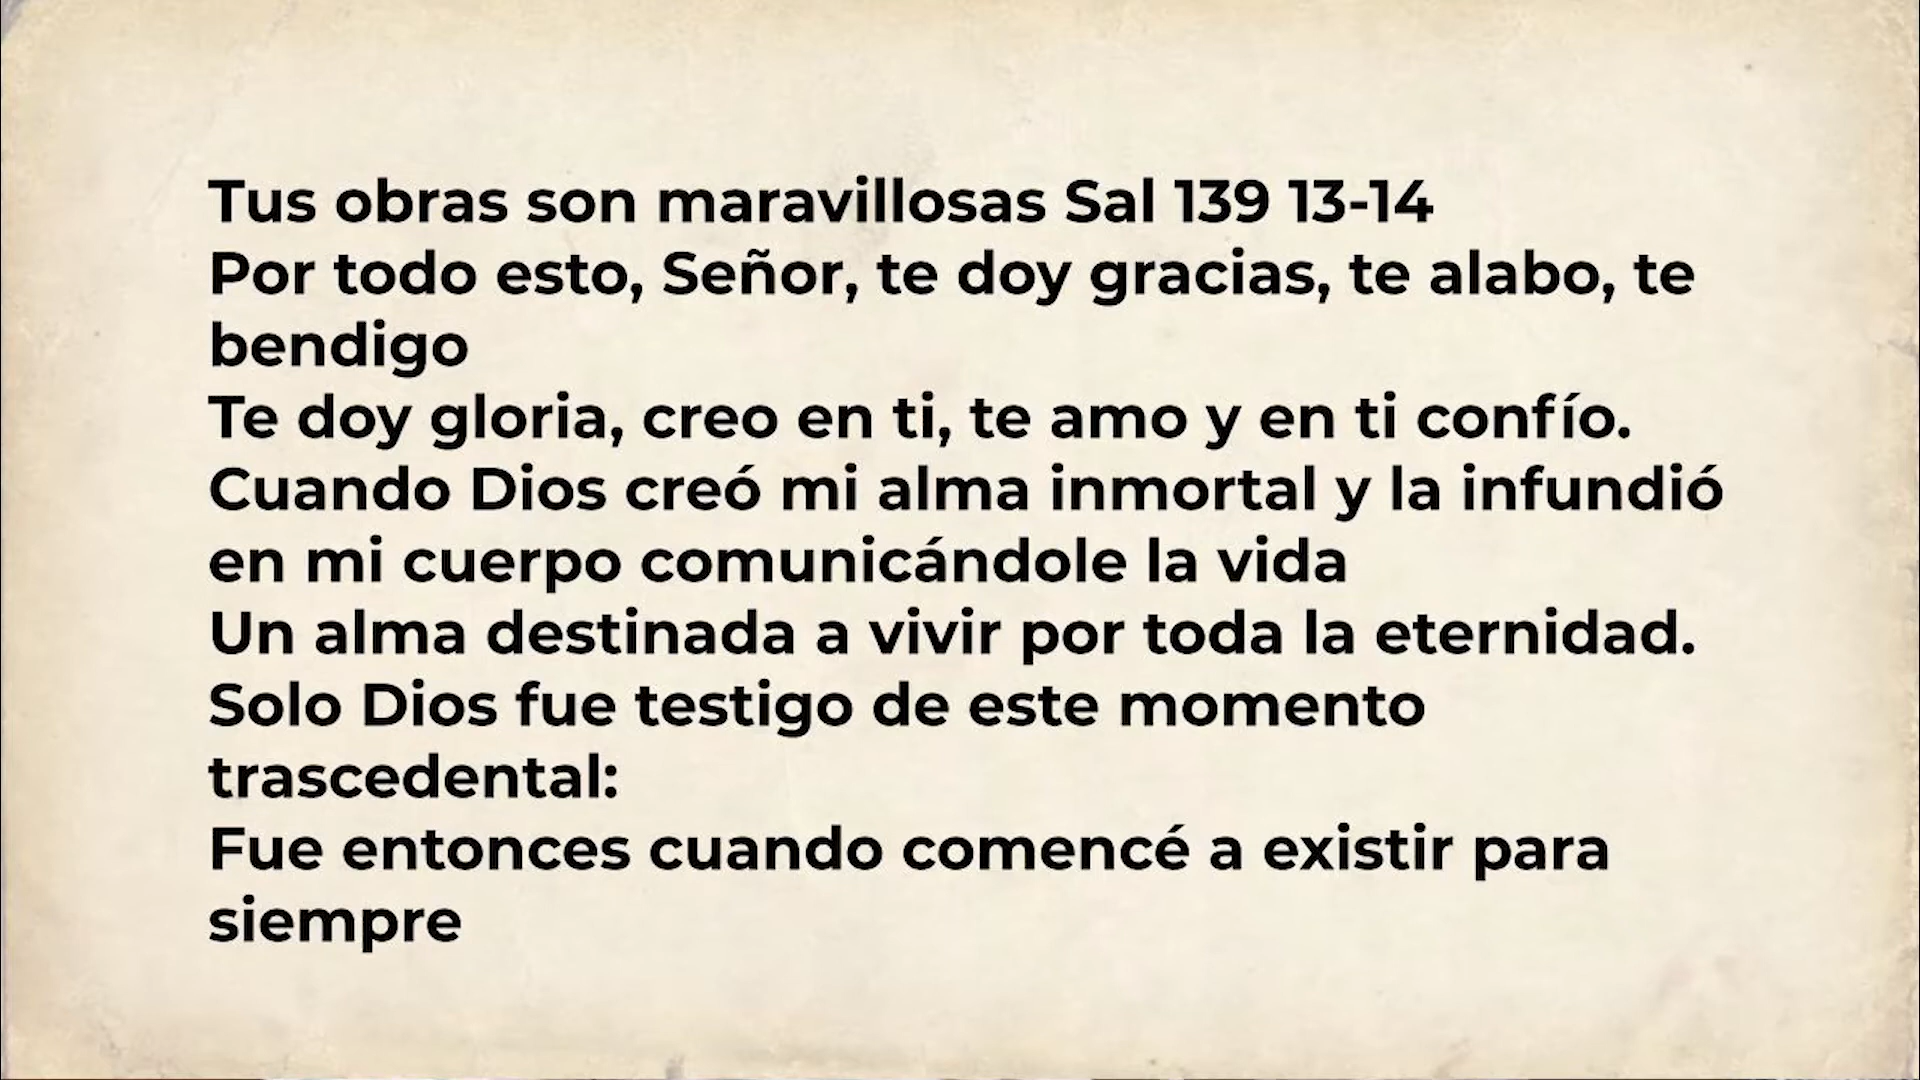 Tus obras son maravillosas Sal 139 13-14
Por todo esto, Señor, te doy gracias, te alabo, te
bendigo
Te doy gloria, creo en ti, te amo y en ti confío.
Cuando Dios creó mi alma inmortal y la infundió
en mi cuerpo comunicándole la vida
Un alma destinada a vivir por toda la eternidad.
Solo Dios fue testigo de este momento
trascedental:
Fue entonces cuando comencé a existir para
siempre